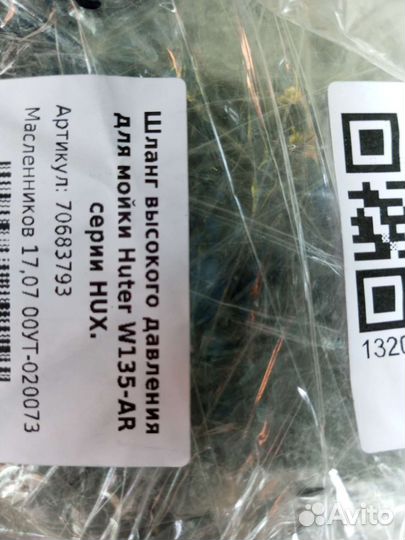 Шланг высокого давления
для мойки Huter W135-AR
серии HUX.
Артикул: 70683793
Масленников 17,07 00УТ-020073
1320
Avito